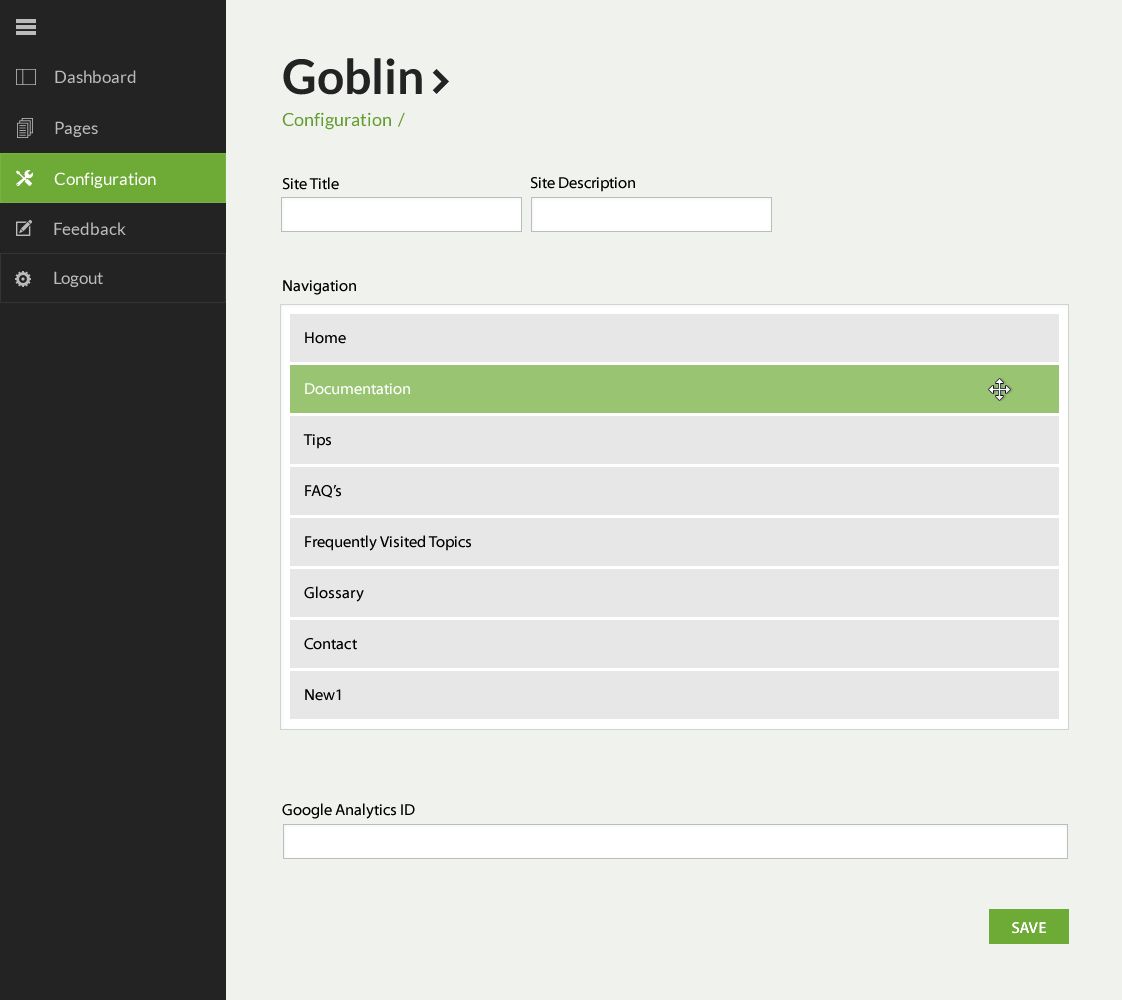 Dashboard
Pages
Configuration
Feedback
Logout
Goblin >
Configuration /
Site Title
Site Description
Navigation
Home
Documentation
Tips
FAQ’s
Frequently Visited Topics
Glossary
Contact
New1
Google Analytics ID
SAVE